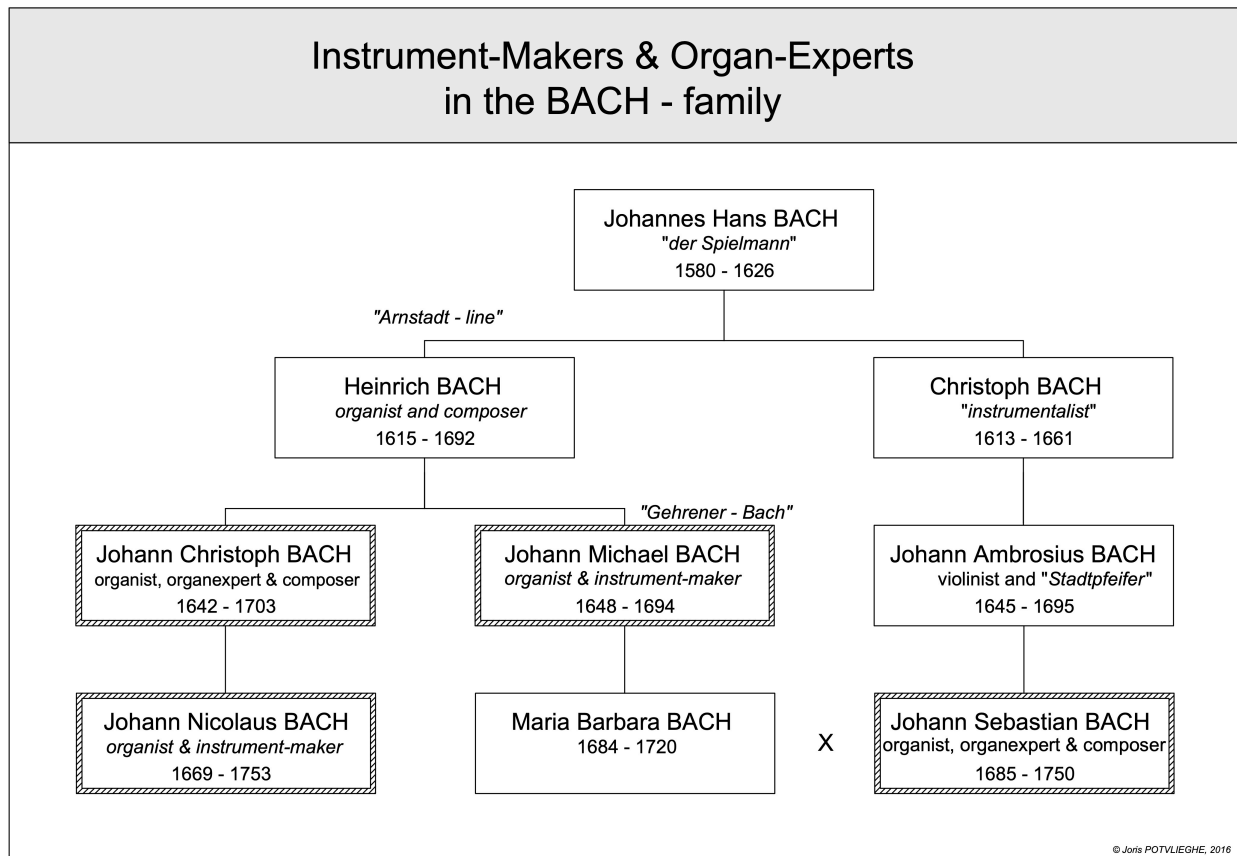 Instrument-Makers & Organ-Experts
in the BACH - family
Johannes Hans BACH
"der Spielmann"
1580 - 1626
"Arnstadt - line"
Heinrich BACH
organist and composer
1615 - 1692
Christoph BACH
"instrumentalist"
1613 - 1661
"Gehrener - Bach"
Johann Christoph BACH
organist, organexpert & composer
1642 - 1703
Johann Michael BACH
organist & instrument-maker
1648 - 1694
Johann Ambrosius BACH
violinist and "Stadtpfeifer"
1645 - 1695
Johann Nicolaus BACH
organist & instrument-maker
1669 - 1753
Maria Barbara BACH
1684 - 1720
X
Johann Sebastian BACH
organist, organexpert & composer
1685 - 1750
© Joris POTVLIEGHE, 2016